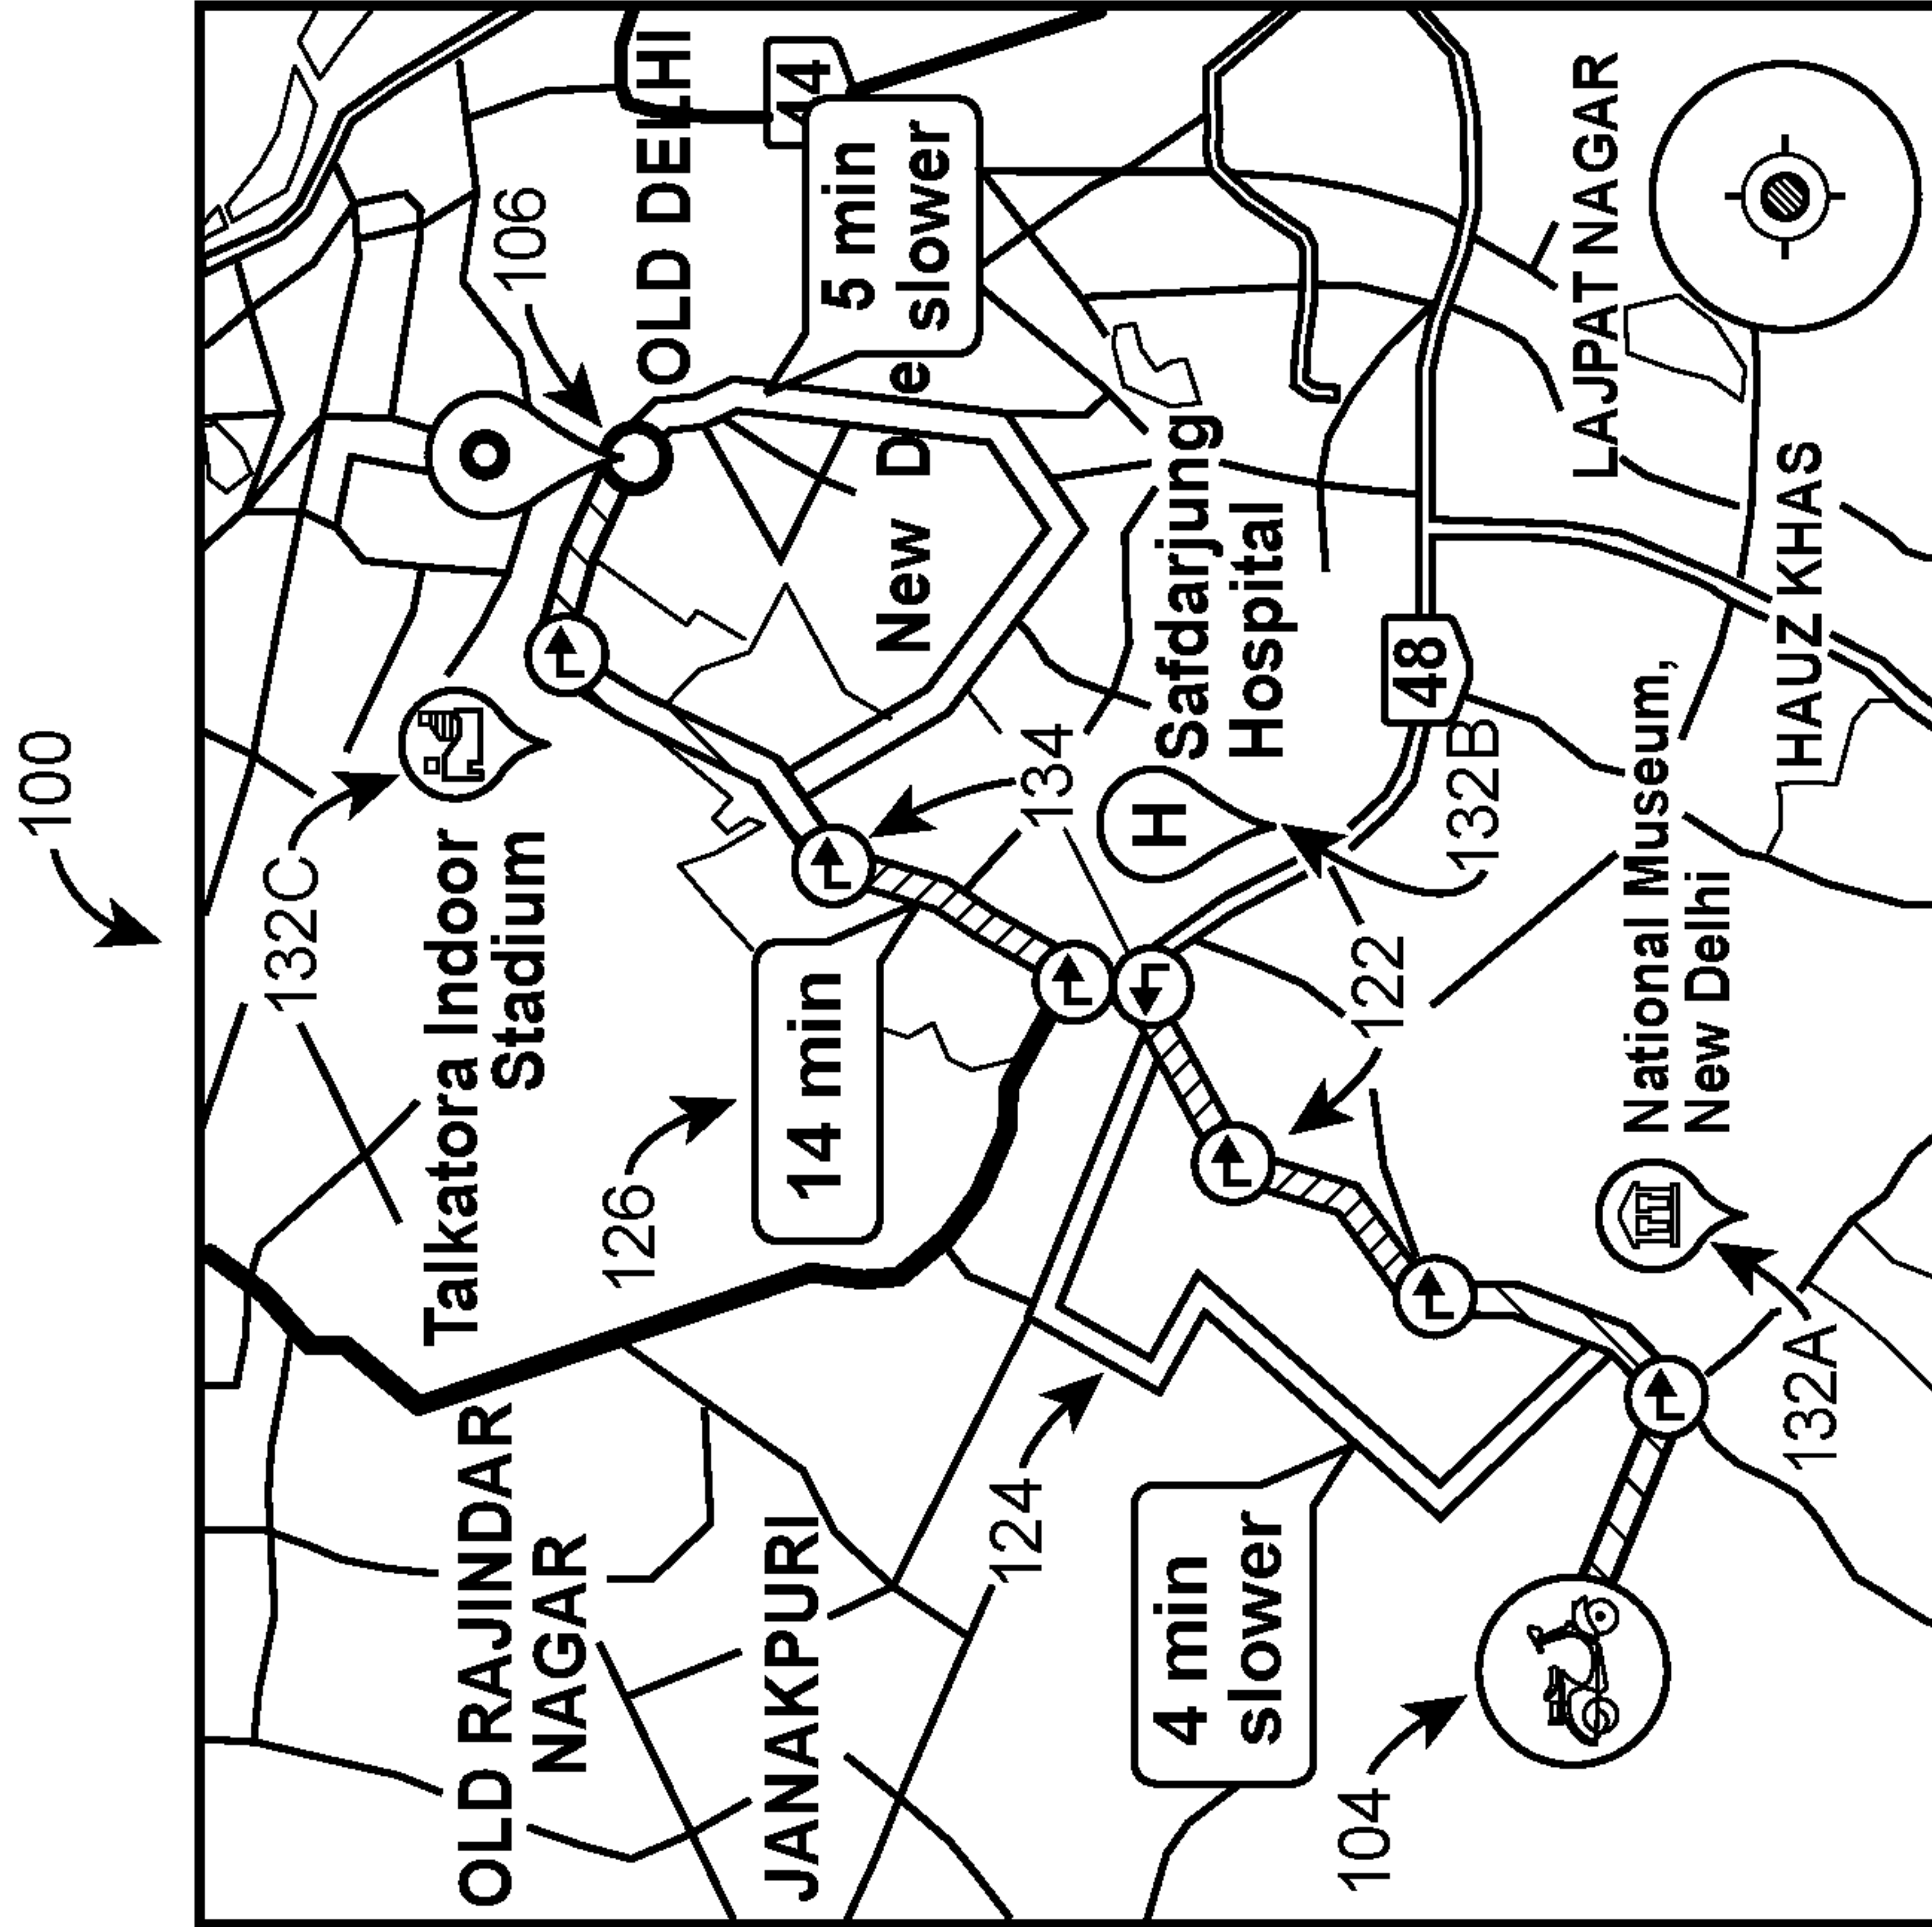 100
132C
106
OLD DELHI
44
5 min
slower
Talkatora Indoor
Stadium
OLD RAJINDAR
NAGAR
126
14 min
New De
134
JANAKPURI
124
Safdarjung
Hospital
H
4 min
slower
48
132B
122
104
LAJPAT NAGAR
National Museum,
New Delhi
HAUZ KHAS
132A